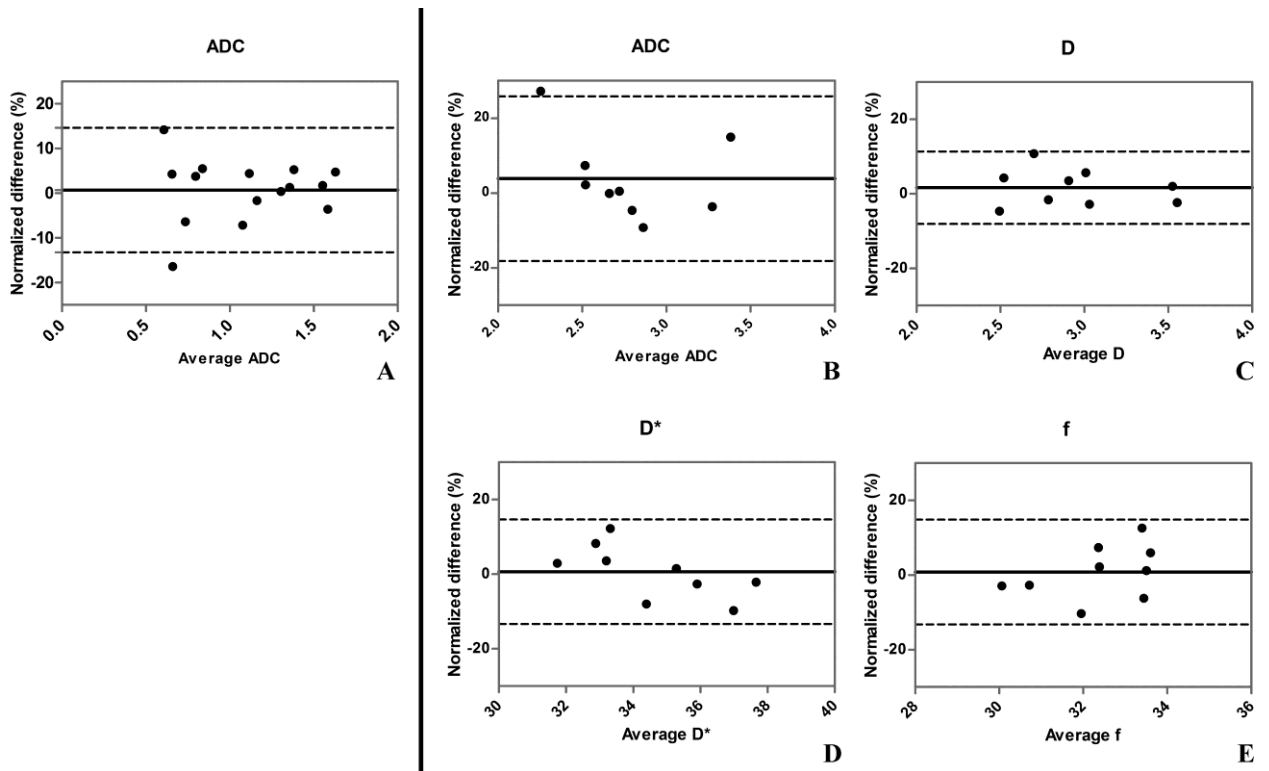 ADC
Normalized difference (%)
20
10
0
-10
-20
0.0
0.5
1.0
1.5
2.0
Average ADC
A
ADC
Normalized difference (%)
20
0
-20
2.0
2.5
3.0
3.5
4.0
Average ADC
B
D
Normalized difference (%)
20
0
-20
2.0
2.5
3.0
3.5
4.0
Average D
C
D*
Normalized difference (%)
20
0
-20
30
32
34
36
38
40
Average D*
D
f
Normalized difference (%)
20
0
-20
28
30
32
34
36
Average f
E